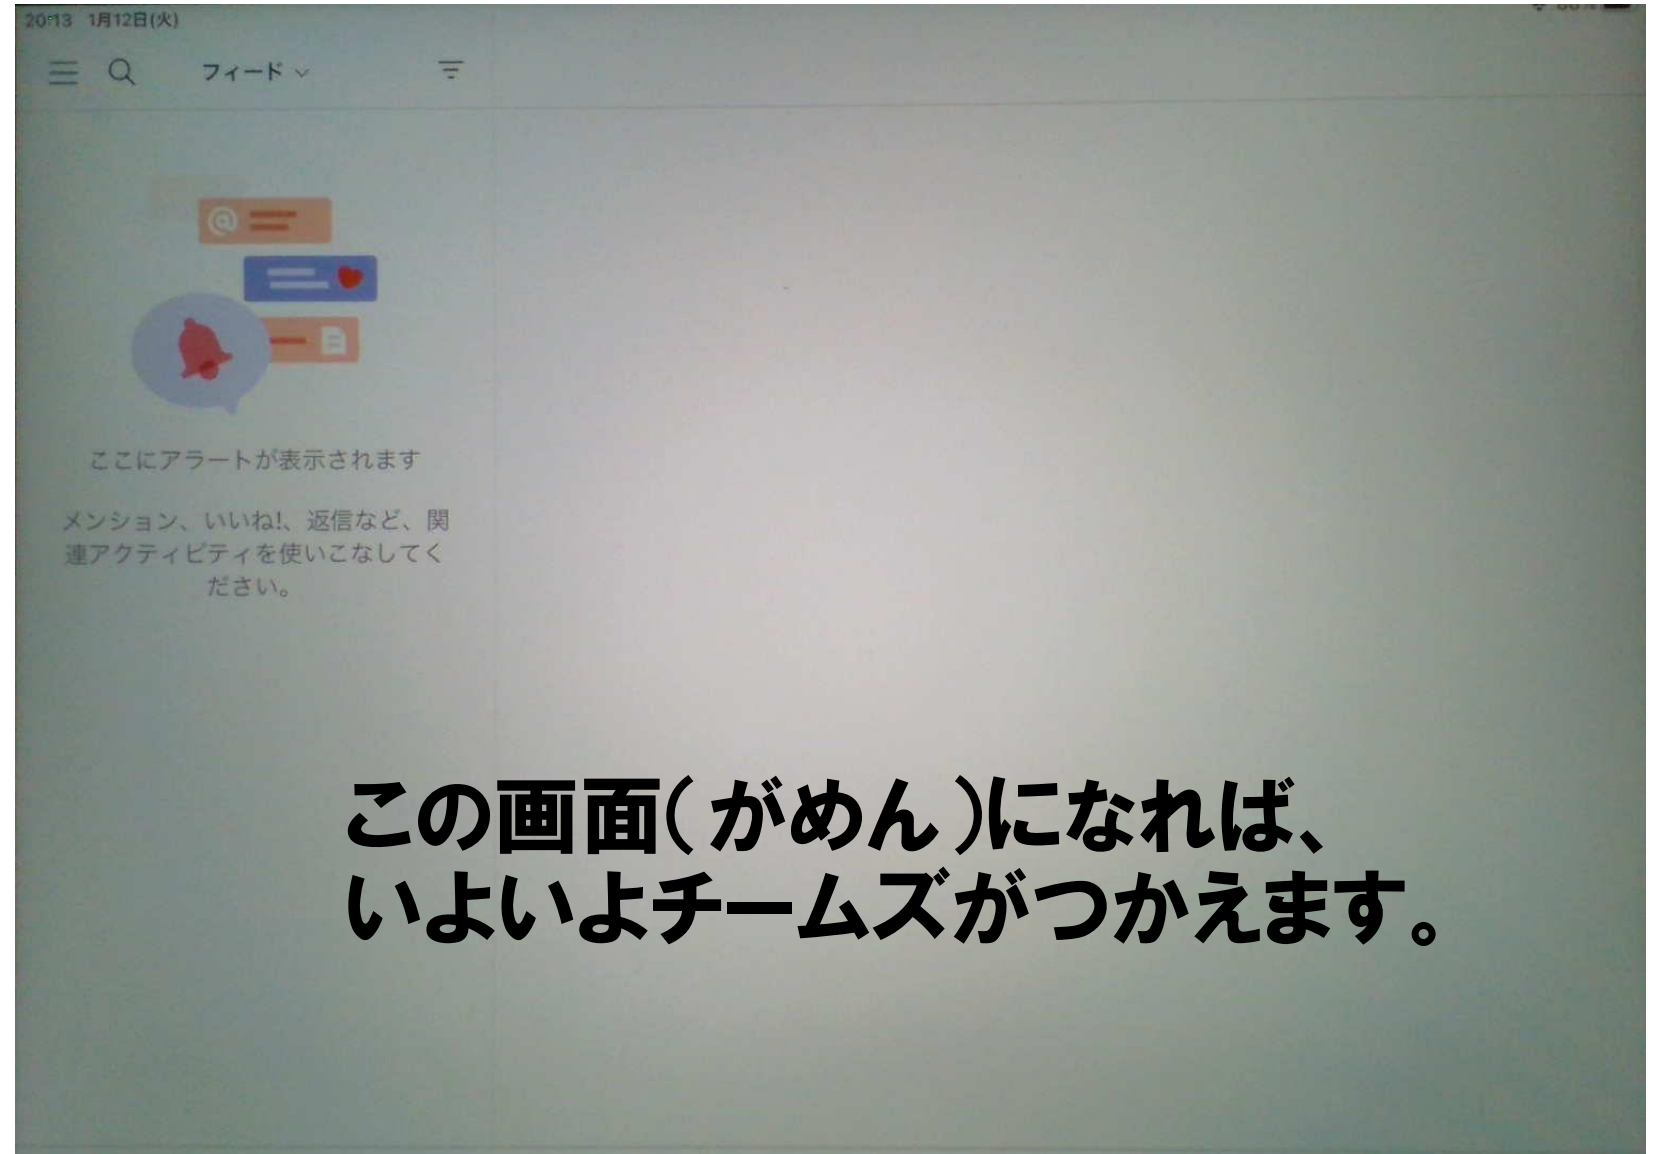 20:13 1月12日(火)
フィード
ここにアラートが表示されます
メンション、いいね!、返信など、関
連アクティビティを使いこなしてく
ださい。
この画面(がめん)になれば、
いよいよチームズがつかえます。